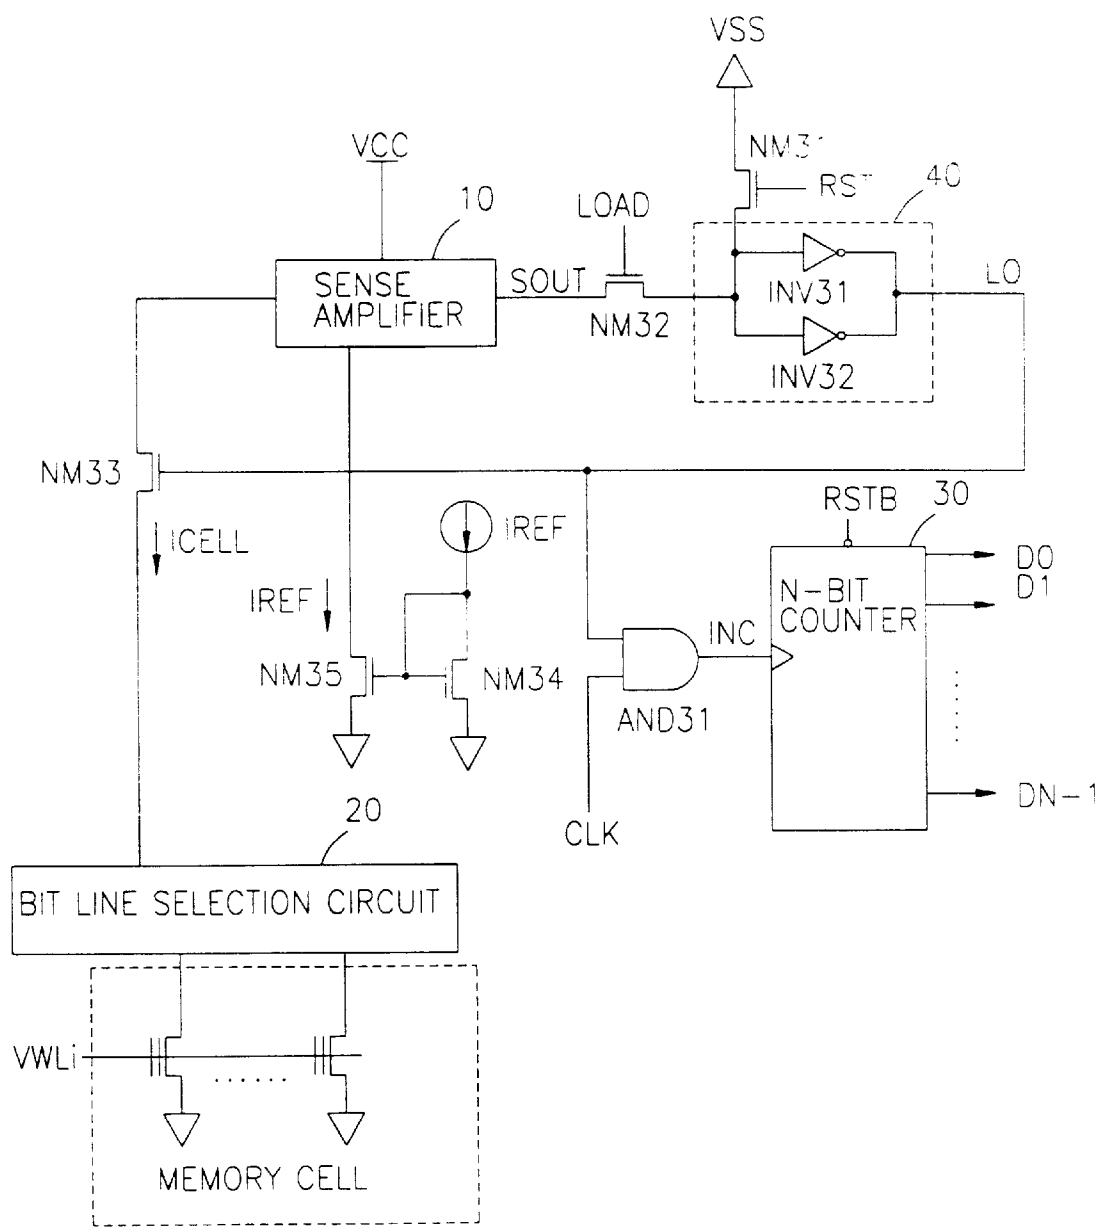 VSS
VCC
RST
40
10
LOAD
SENSE
AMPLIFIER
SOUT
NM32
INV31
INV32
LO
NM33
ICELL
IREF
IREF
NM35
NM34
RSTB
30
N-BIT
COUNTER
D0
D1
INC
AND31
CLK
DN-1
20
BIT LINE SELECTION CIRCUIT
VWLi
MEMORY CELL